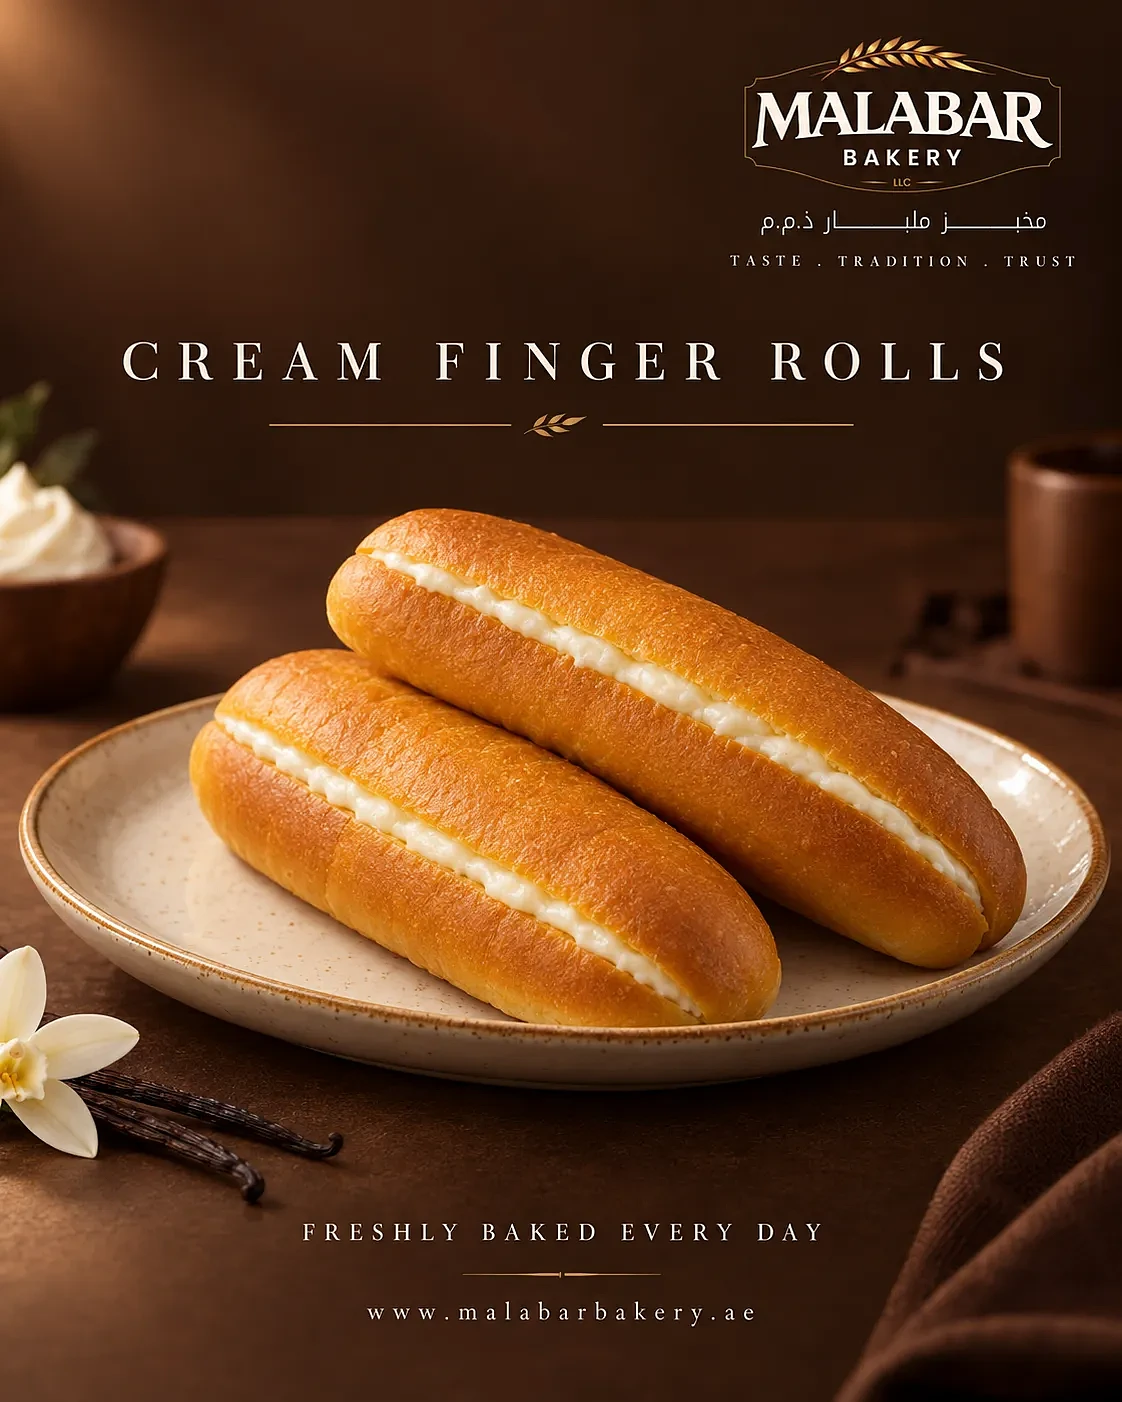 MALABAR
BAKERY
LLC
مخبز ملبار ذ.م.م
TASTE . TRADITION . TRUST
CREAM FINGER ROLLS
FRESHLY BAKED EVERY DAY
www.malabarbakery.ae